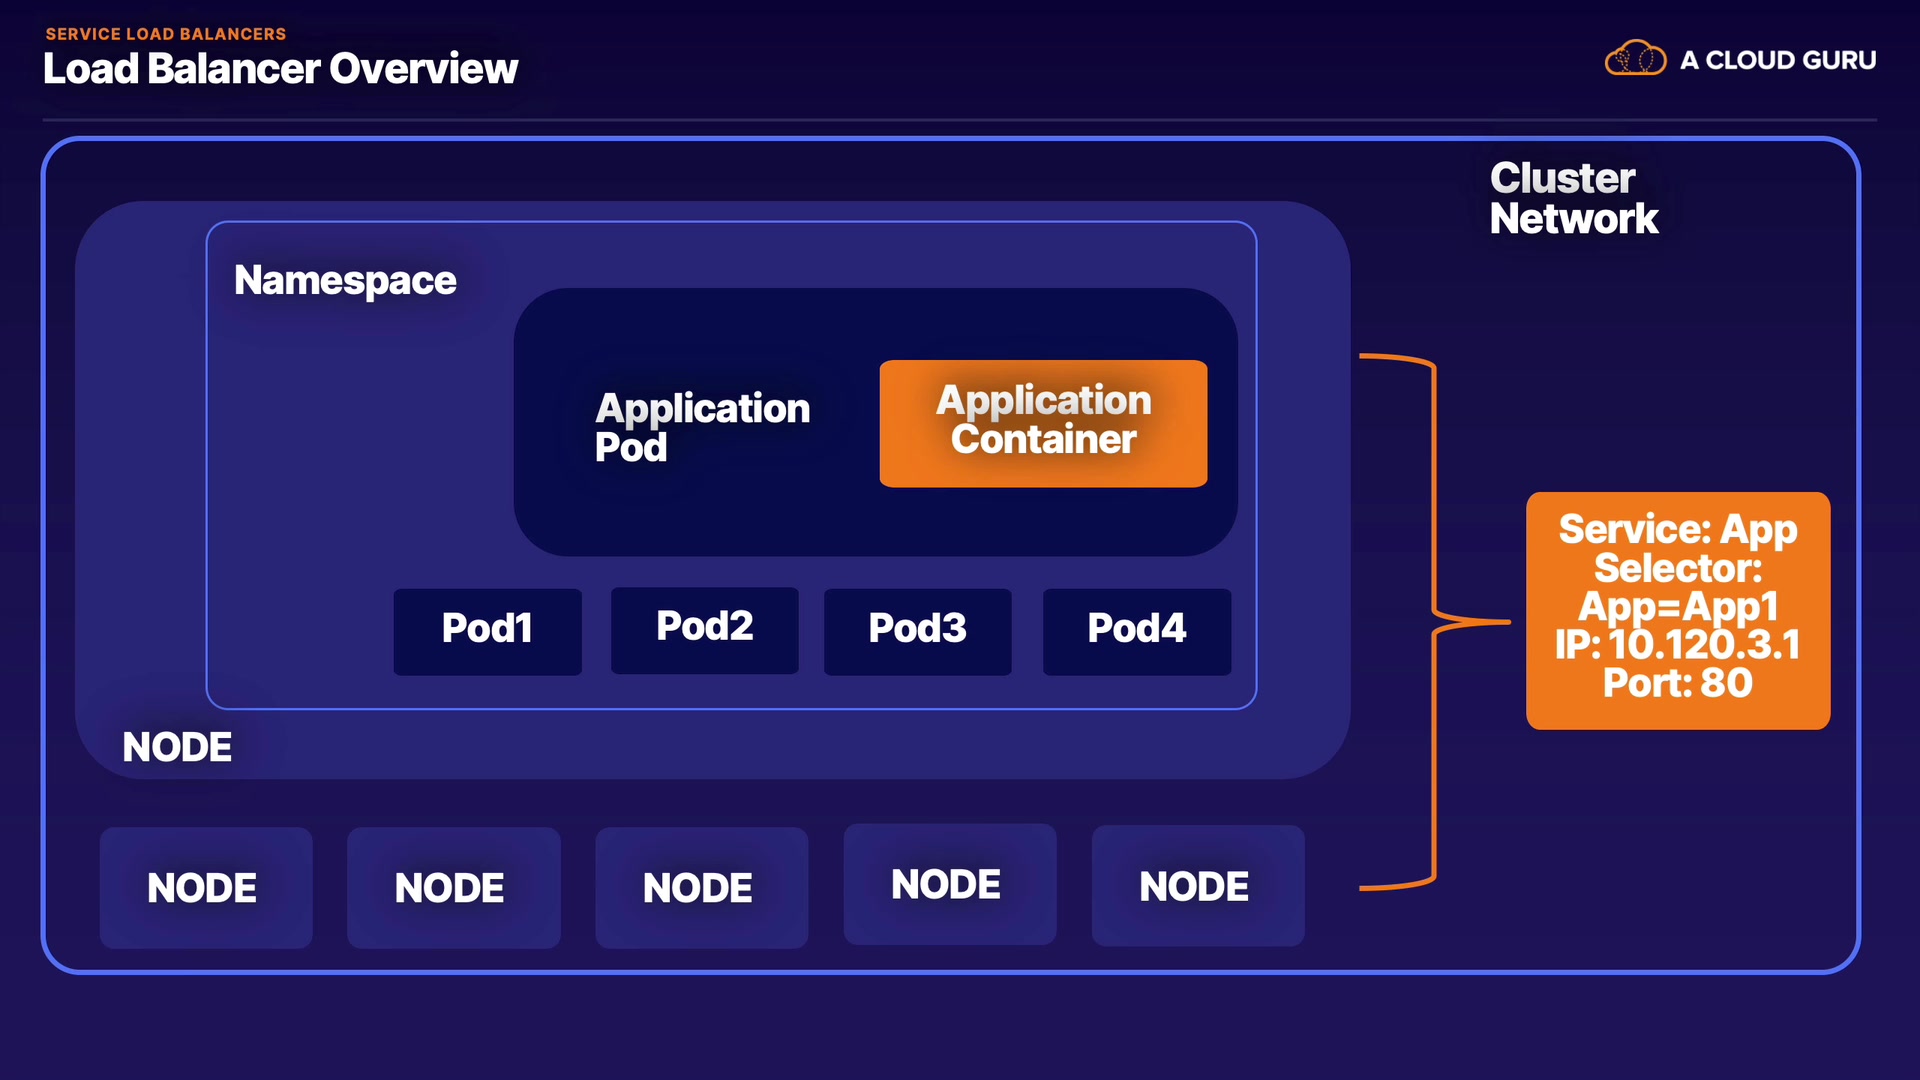 SERVICE LOAD BALANCERS
Load Balancer Overview
A CLOUD GURU
Cluster
Network
Namespace
Application
Pod
Application
Container
Service: App
Selector:
App=App1
IP: 10.120.3.1
Port: 80
Pod1
Pod2
Pod3
Pod4
NODE
NODE
NODE
NODE
NODE
NODE